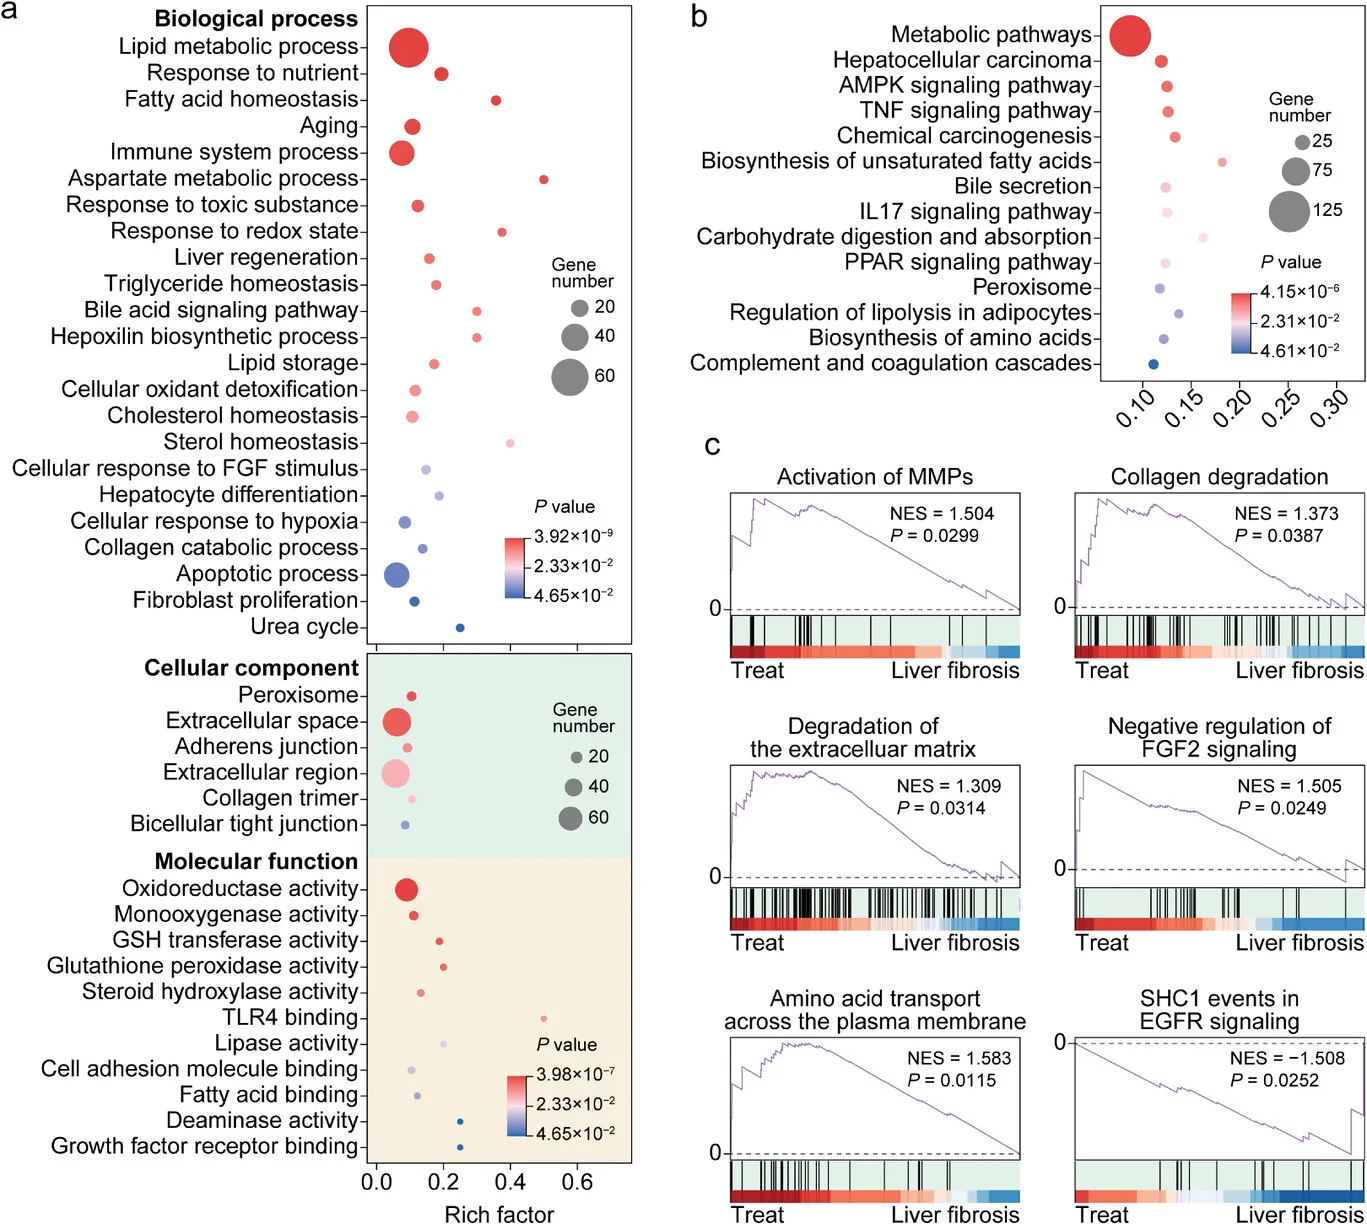 a
Biological process
Lipid metabolic process
Response to nutrient
Fatty acid homeostasis
Aging
Immune system process
Aspartate metabolic process
Response to toxic substance
Response to redox state
Liver regeneration
Triglyceride homeostasis
Bile acid signaling pathway
Hepoxilin biosynthetic process
Lipid storage
Cellular oxidant detoxification
Cholesterol homeostasis
Sterol homeostasis
Cellular response to FGF stimulus
Hepatocyte differentiation
Cellular response to hypoxia
Collagen catabolic process
Apoptotic process
Fibroblast proliferation
Urea cycle
Gene
number
20
40
60
P value
3.92×10⁻⁹
2.33×10⁻²
4.65×10⁻²
Cellular component
Peroxisome
Extracellular space
Adherens junction
Extracellular region
Collagen trimer
Bicellular tight junction
Gene
number
20
40
60
Molecular function
Oxidoreductase activity
Monooxygenase activity
GSH transferase activity
Glutathione peroxidase activity
Steroid hydroxylase activity
TLR4 binding
Lipase activity
Cell adhesion molecule binding
Fatty acid binding
Deaminase activity
Growth factor receptor binding
P value
3.98×10⁻⁷
2.33×10⁻²
4.65×10⁻²
0.0 0.2 0.4 0.6
Rich factor
b
Metabolic pathways
Hepatocellular carcinoma
AMPK signaling pathway
TNF signaling pathway
Chemical carcinogenesis
Biosynthesis of unsaturated fatty acids
Bile secretion
IL17 signaling pathway
Carbohydrate digestion and absorption
PPAR signaling pathway
Peroxisome
Regulation of lipolysis in adipocytes
Biosynthesis of amino acids
Complement and coagulation cascades
Gene
number
25
75
125
P value
4.15×10⁻⁶
2.31×10⁻²
4.61×10⁻²
0.10 0.15 0.20 0.25 0.30
c
Activation of MMPs
NES = 1.504
P = 0.0299
0
Treat Liver fibrosis
Collagen degradation
NES = 1.373
P = 0.0387
0
Treat Liver fibrosis
Degradation of
the extracelluar matrix
NES = 1.309
P = 0.0314
0
Treat Liver fibrosis
Negative regulation of
FGF2 signaling
NES = 1.505
P = 0.0249
0
Treat Liver fibrosis
Amino acid transport
across the plasma membrane
NES = 1.583
P = 0.0115
0
Treat Liver fibrosis
SHC1 events in
EGFR signaling
0
NES = −1.508
P = 0.0252
Treat Liver fibrosis